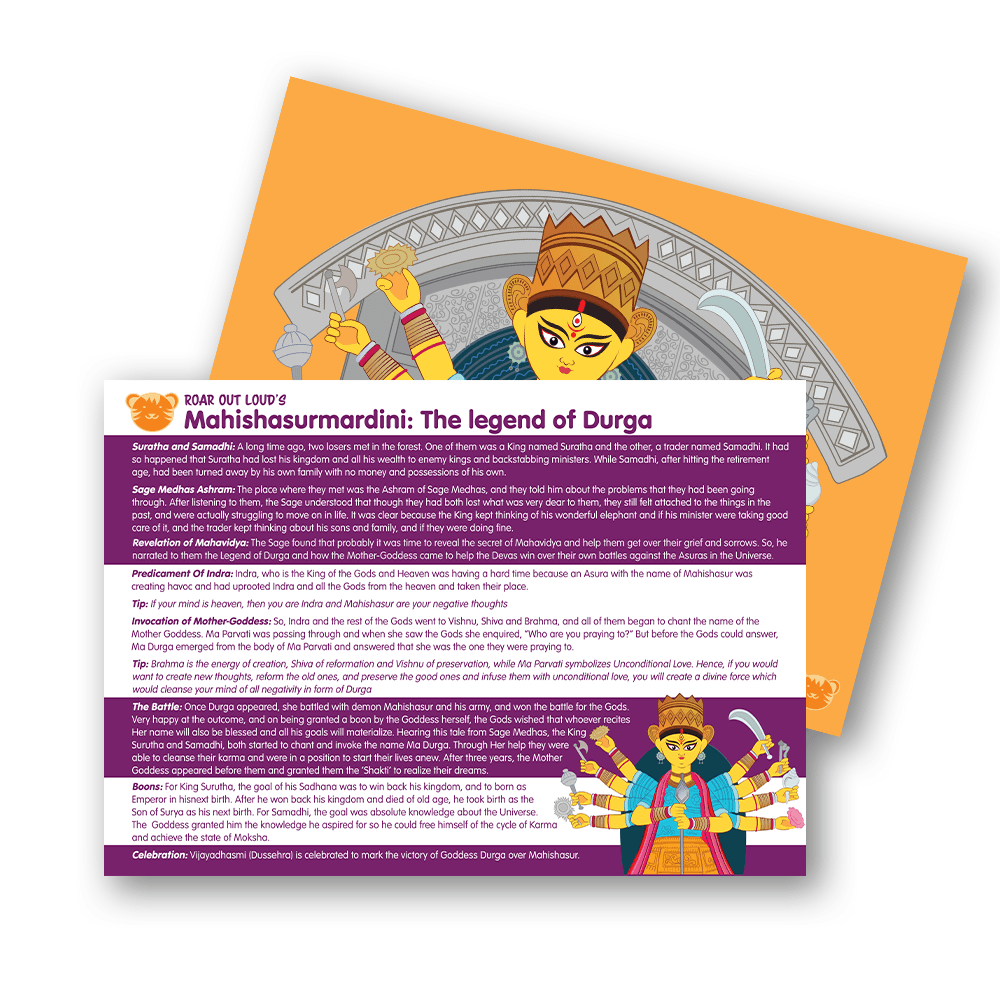 ROAR OUT LOUD'S
Mahishasurmardini: The legend of Durga
Suratha and Samadhi: A long time ago, two losers met in the forest. One of them was a King named Suratha and the other, a trader named Samadhi. It had
so happened that Suratha had lost his kingdom and all his wealth to enemy kings and backstabbing ministers. While Samadhi, after hitting the retirement
age, had been turned away by his own family with no money and possessions of his own.
Sage Medhas Ashram: The place where they met was the Ashram of Sage Medhas, and they told him about the problems that they had been going
through. After listening to them, the Sage understood that though they had both lost what was very dear to them, they still felt attached to the things in the
past, and were actually struggling to move on in life. It was clear because the King kept thinking of his wonderful elephant and if his minister were taking good
care of it, and the trader kept thinking about his sons and family, and if they were doing fine.
Revelation of Mahavidya: The Sage found that probably it was time to reveal the secret of Mahavidya and help them get over their grief and sorrows. So, he
narrated to them the Legend of Durga and how the Mother-Goddess came to help the Devas win over their own battles against the Asuras in the Universe.
Predicament Of Indra: Indra, who is the King of the Gods and Heaven was having a hard time because an Asura with the name of Mahishasur was
creating havoc and had uprooted Indra and all the Gods from the heaven and taken their place.
Tip: If your mind is heaven, then you are Indra and Mahishasur are your negative thoughts
Invocation of Mother-Goddess: So, Indra and the rest of the Gods went to Vishnu, Shiva and Brahma, and all of them began to chant the name of the
Mother Goddess. Ma Parvati was passing through and when she saw the Gods she enquired, "Who are you praying to?" But before the Gods could answer,
Ma Durga emerged from the body of Ma Parvati and answered that she was the one they were praying to.
Tip: Brahma is the energy of creation, Shiva of reformation and Vishnu of preservation, while Ma Parvati symbolizes Unconditional Love. Hence, if you would
want to create new thoughts, reform the old ones, and preserve the good ones and infuse them with unconditional love, you will create a divine force which
would cleanse your mind of all negativity in form of Durga
The Battle: Once Durga appeared, she battled with demon Mahishasur and his army, and won the battle for the Gods.
Very happy at the outcome, and on being granted a boon by the Goddess herself, the Gods wished that whoever recites
Her name will also be blessed and all his goals will materialize. Hearing this tale from Sage Medhas, the King
Surutha and Samadhi, both started to chant and invoke the name Ma Durga. Through Her help they were
able to cleanse their karma and were in a position to start their lives anew. After three years, the Mother
Goddess appeared before them and granted them the 'Shakti' to realize their dreams.
Boons: For King Surutha, the goal of his Sadhana was to win back his kingdom, and to born as
Emperor in hisnext birth. After he won back his kingdom and died of old age, he took birth as the
Son of Surya as his next birth. For Samadhi, the goal was absolute knowledge about the Universe.
The Goddess granted him the knowledge he aspired for so he could free himself of the cycle of Karma
and achieve the state of Moksha.
Celebration: Vijayadhasmi (Dussehra) is celebrated to mark the victory of Goddess Durga over Mahishasur.